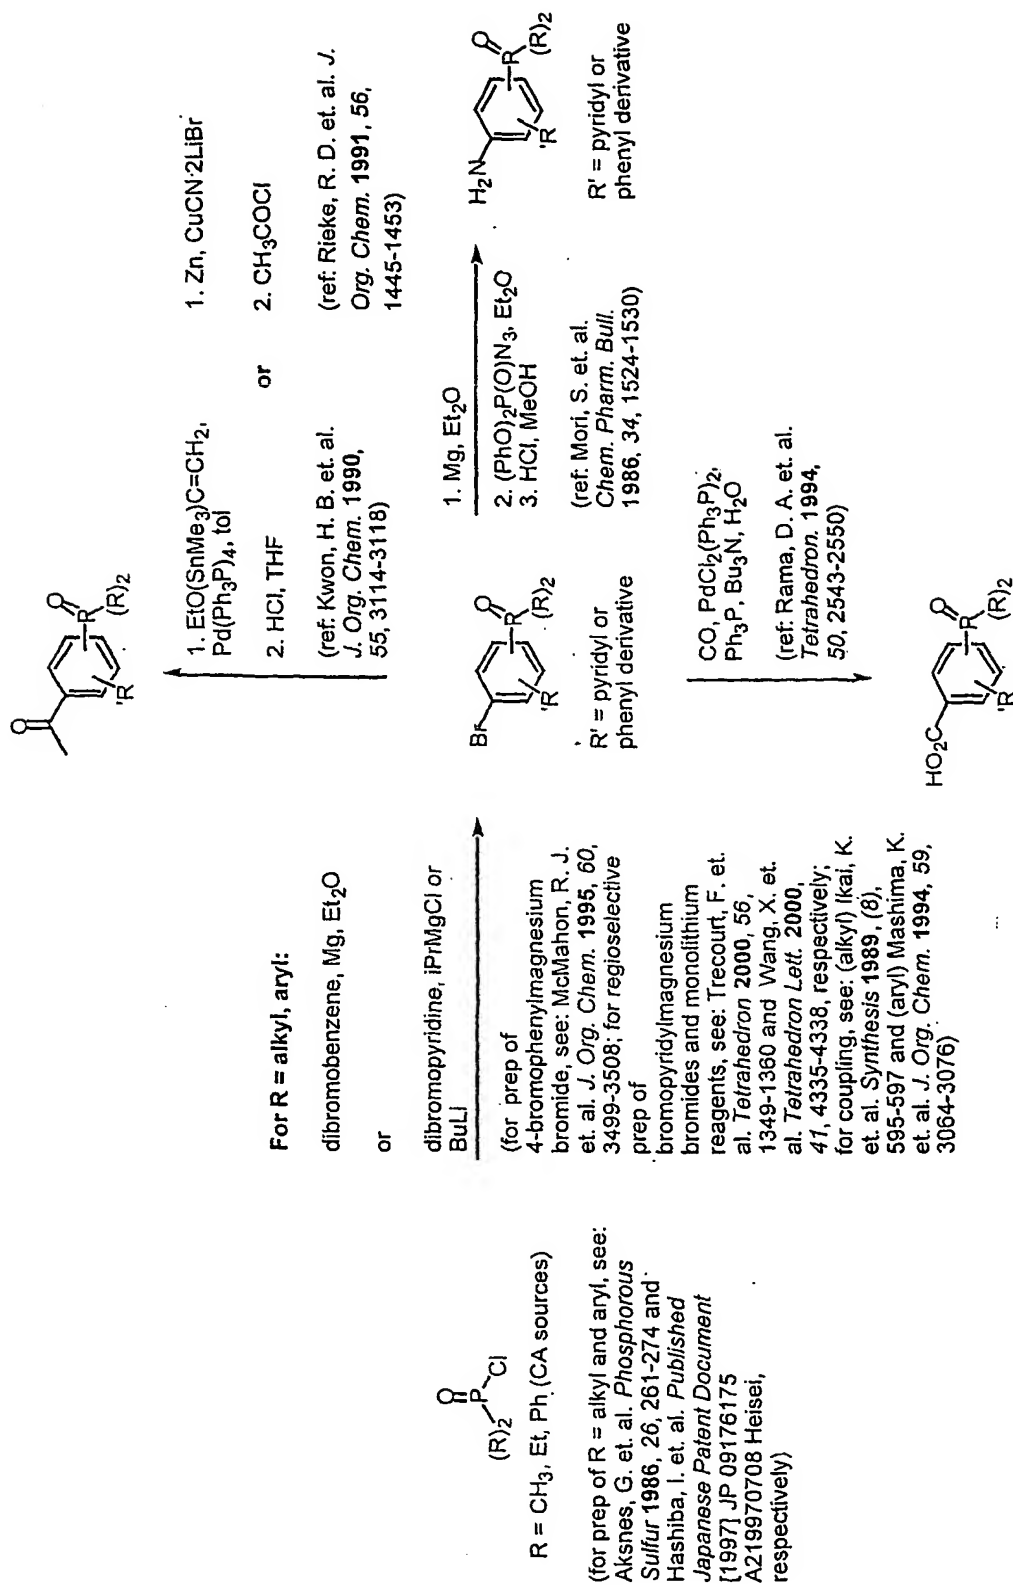 (R)₂
O
P
Cl
R = CH₃, Et, Ph (CA sources)
(for prep of R = alkyl and aryl, see:
Aksnes, G. et. al. Phosphorous
Sulfur 1986, 26, 261-274 and
Hashiba, I. et. al. Published
Japanese Patent Document
[1997] JP 09176175
A219970708 Heisei,
respectively)
For R = alkyl, aryl:
dibromobenzene, Mg, Et₂O
or
dibromopyridine, iPrMgCl or
BuLi
(for prep of
4-bromophenylmagnesium
bromide, see: McMahon, R. J.
et. al. J. Org. Chem. 1995, 60,
3499-3508; for regioselective
prep of
bromopyridylmagnesium
bromides and monolithium
reagents, see: Trecourt, F. et.
al. Tetrahedron 2000, 56,
1349-1360 and Wang, X. et.
al. Tetrahedron Lett. 2000,
41, 4335-4338, respectively;
for coupling, see: (alkyl) Ikai, K.
et. al. Synthesis 1989, (8),
595-597 and (aryl) Mashima, K.
et. al. J. Org. Chem. 1994, 59,
3064-3076)
O
O
R
(R)₂
'R
1. EtO(SnMe₃)C=CH₂,
Pd(Ph₃P)₄, tol
2. HCl, THF
(ref: Kwon, H. B. et. al.
J. Org. Chem. 1990,
55, 3114-3118)
or
1. Zn, CuCN·2LiBr
2. CH₃COCl
(ref: Rieke, R. D. et. al. J.
Org. Chem. 1991, 56,
1445-1453)
Br
O
R
(R)₂
'R
R' = pyridyl or
phenyl derivative
1. Mg, Et₂O
2. (PhO)₂P(O)N₃, Et₂O
3. HCl, MeOH
(ref: Mori, S. et. al.
Chem. Pharm. Bull.
1986, 34, 1524-1530)
H₂N
O
R
(R)₂
'R
R' = pyridyl or
phenyl derivative
CO, PdCl₂(Ph₃P)₂,
Ph₃P, Bu₃N, H₂O
(ref: Rama, D. A. et. al.
Tetrahedron. 1994,
50, 2543-2550)
HO₂C
O
R
(R)₂
'R